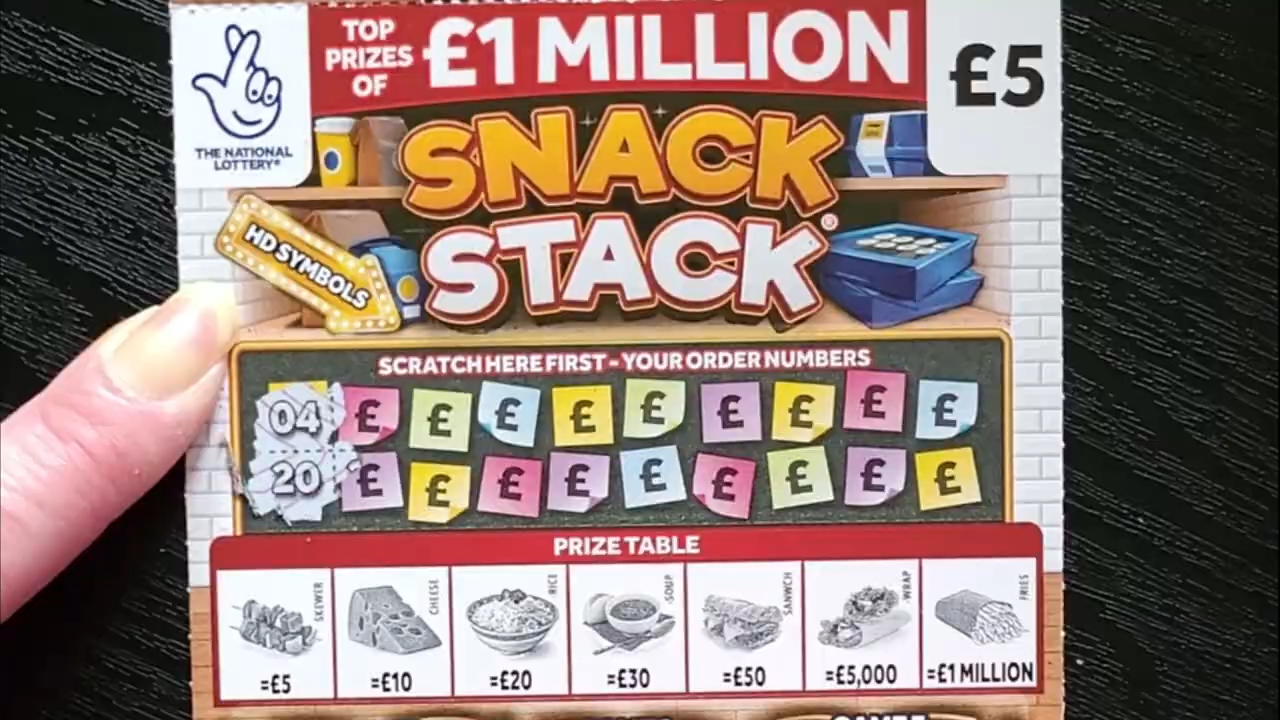 TOP PRIZES OF £1 MILLION
£5
THE NATIONAL LOTTERY®
SNACK
STACK®
HD SYMBOLS
SCRATCH HERE FIRST - YOUR ORDER NUMBERS
04 £ £ £ £ £ £ £ £ £
20 £ £ £ £ £ £ £ £ £
PRIZE TABLE
SKEWER CHEESE RICE SOUP SANWCH WRAP FRIES
=£5 =£10 =£20 =£30 =£50 =£5,000 =£1 MILLION